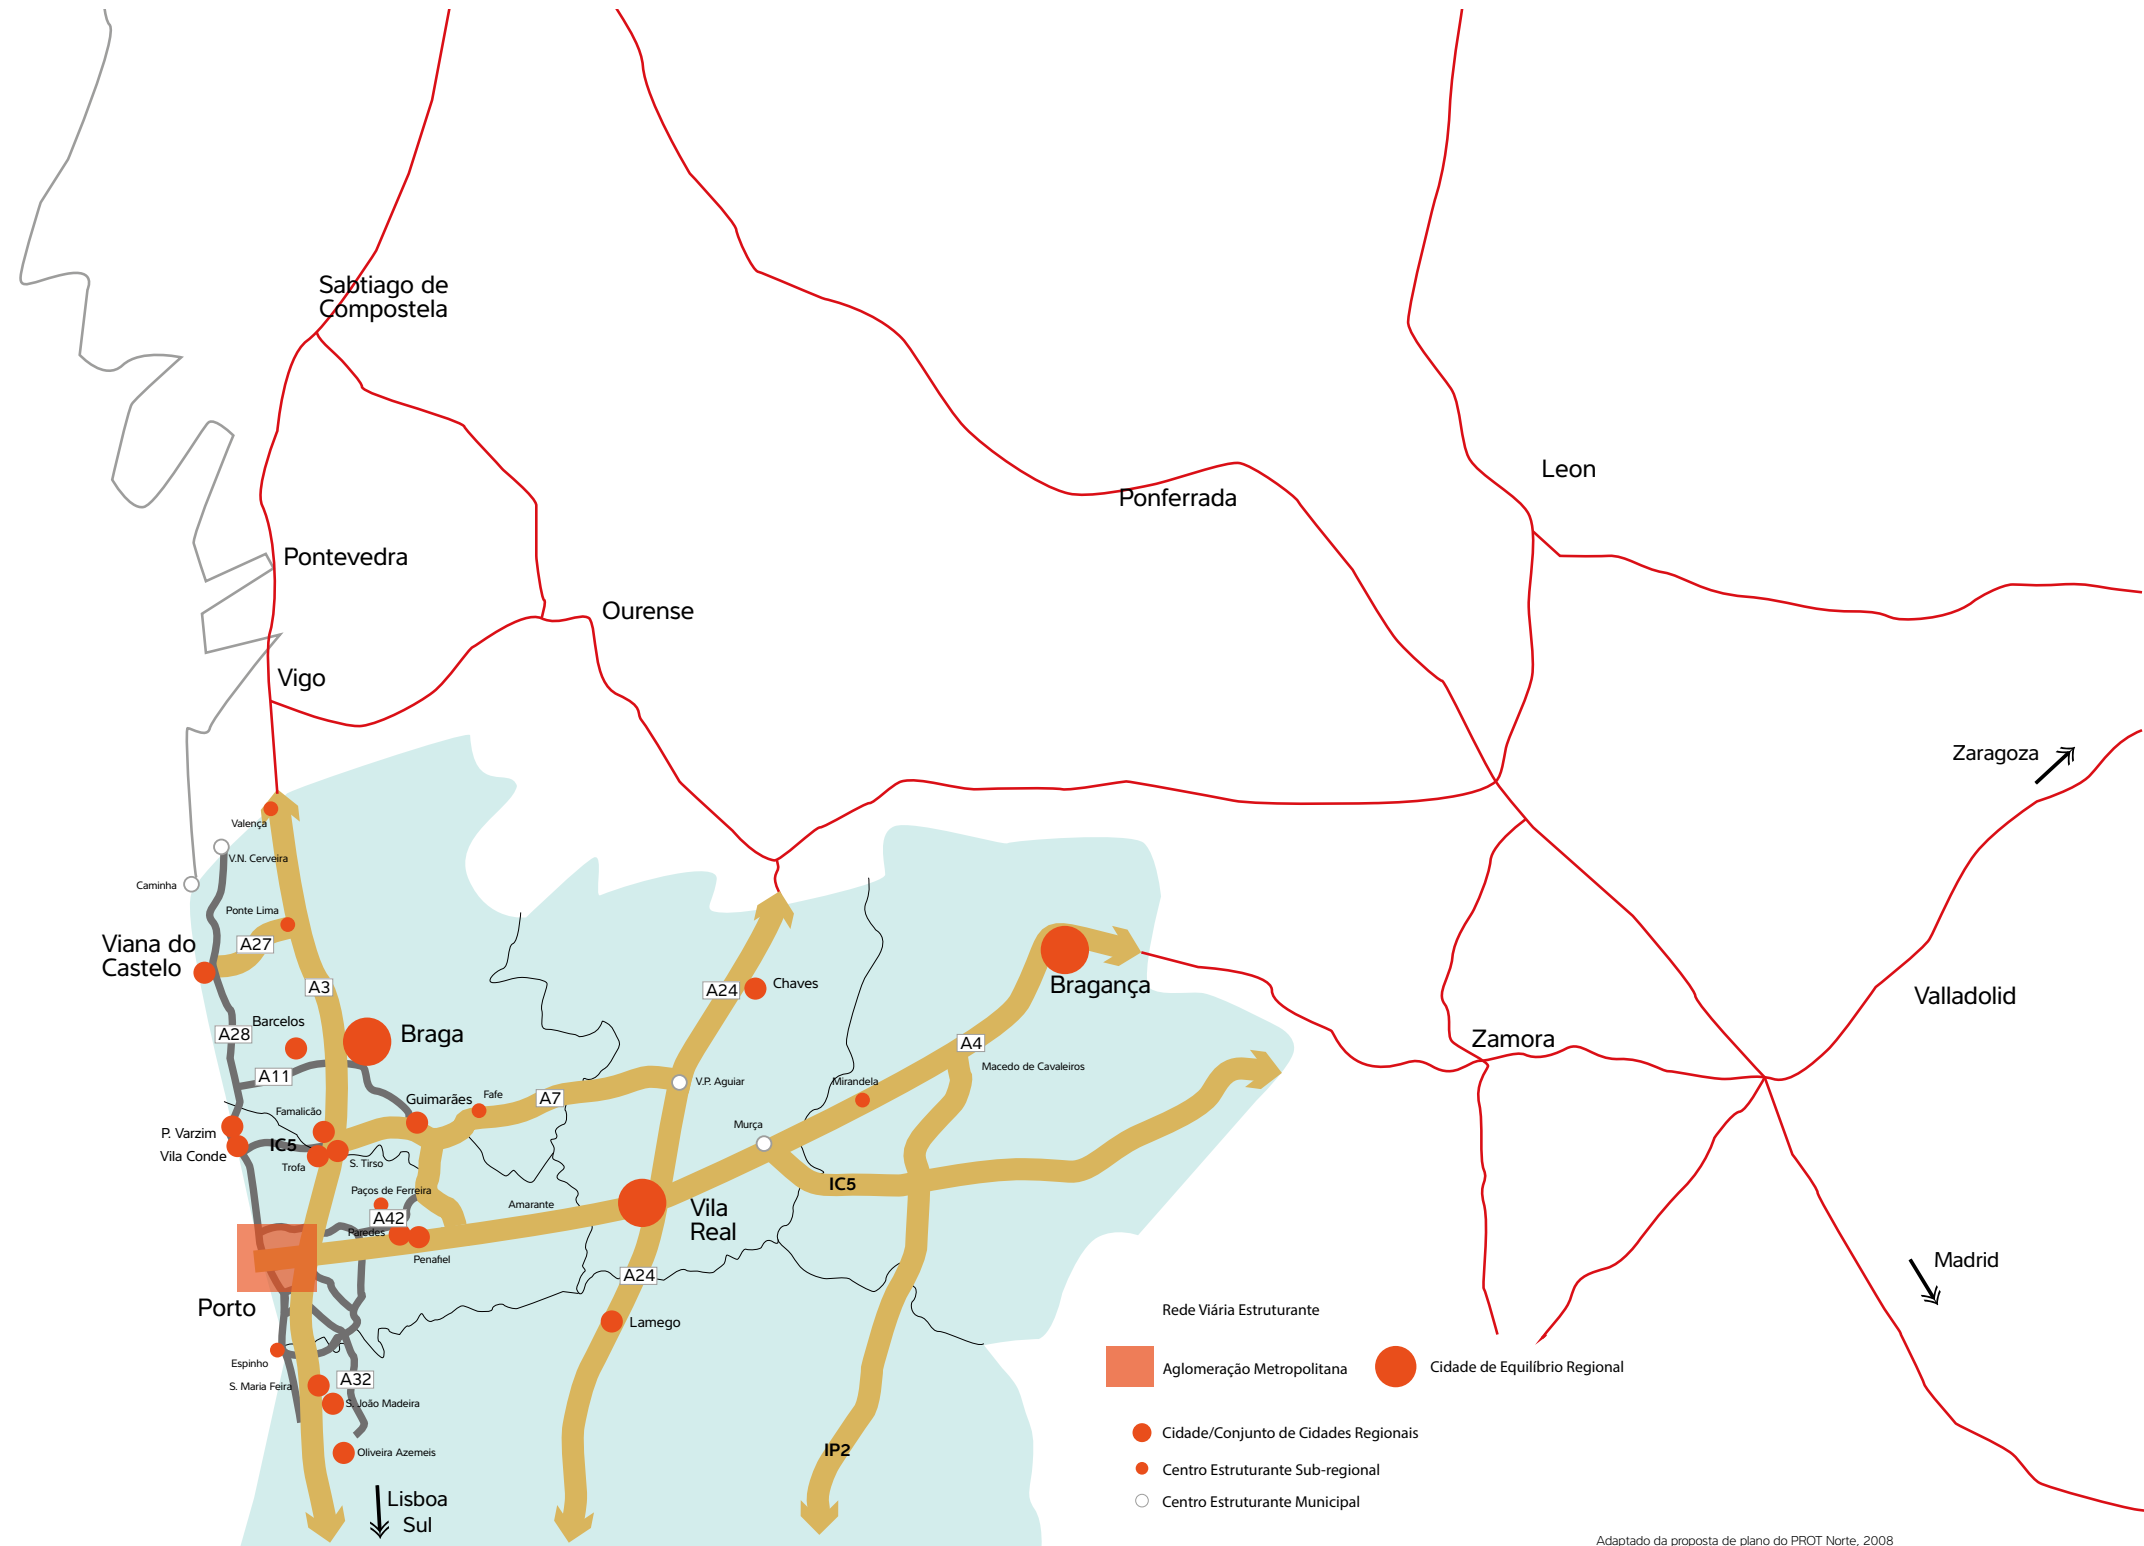 Sabtiago de
Compostela
Leon
Ponferrada
Pontevedra
Ourense
Vigo
Zaragoza
Valença
V.N. Cerveira
Caminha
Ponte Lima
Viana do
Castelo
A27
A3
A24
Chaves
Bragança
Valladolid
Barcelos
A28
Braga
Zamora
A4
Macedo de Cavaleiros
A11
V.P. Aguiar
Mirandela
Guimarães
Fafe
A7
Famalicão
P. Varzim
Vila Conde
IC5
Trofa
S. Tirso
Murça
IC5
Paços de Ferreira
A42
Paredes
Penafiel
Amarante
Vila
Real
Madrid
A24
Porto
Lamego
Espinho
S. Maria Feira
A32
S. João Madeira
Oliveira Azemeis
IP2
Lisboa
Sul
Rede Viária Estruturante
Aglomeração Metropolitana
Cidade de Equilíbrio Regional
Cidade/Conjunto de Cidades Regionais
Centro Estruturante Sub-regional
Centro Estruturante Municipal
Adaptado da proposta de plano do PROT Norte, 2008